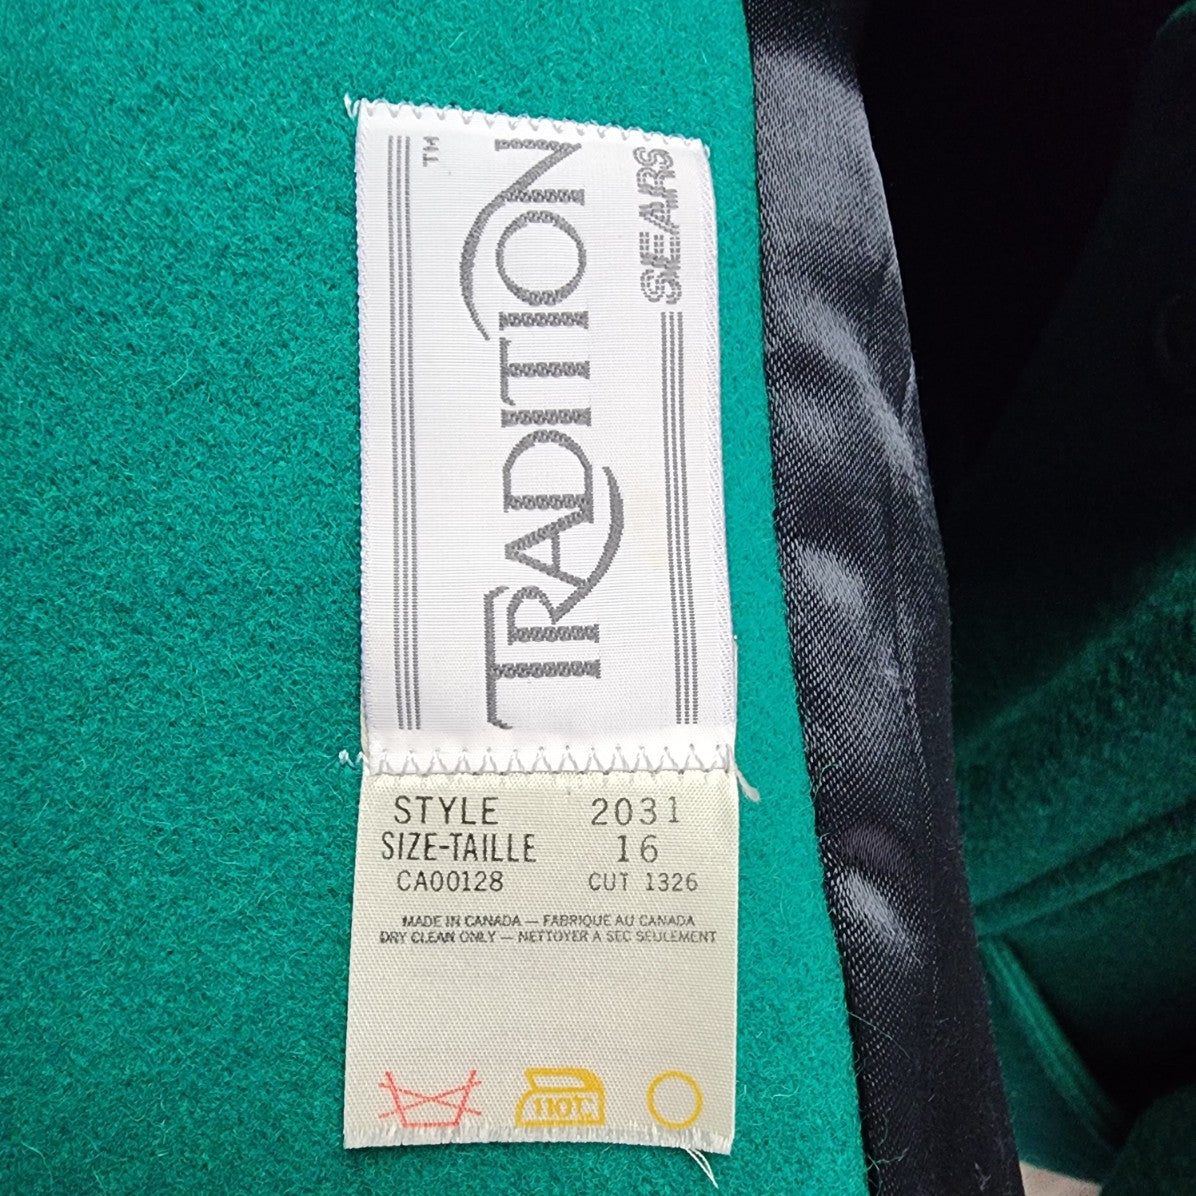 TRADITION
TM
SEARS
STYLE 2031
SIZE-TAILLE 16
CA00128 CUT 1326
MADE IN CANADA — FABRIQUE AU CANADA
DRY CLEAN ONLY — NETTOYER A SEC SEULEMENT
110°C